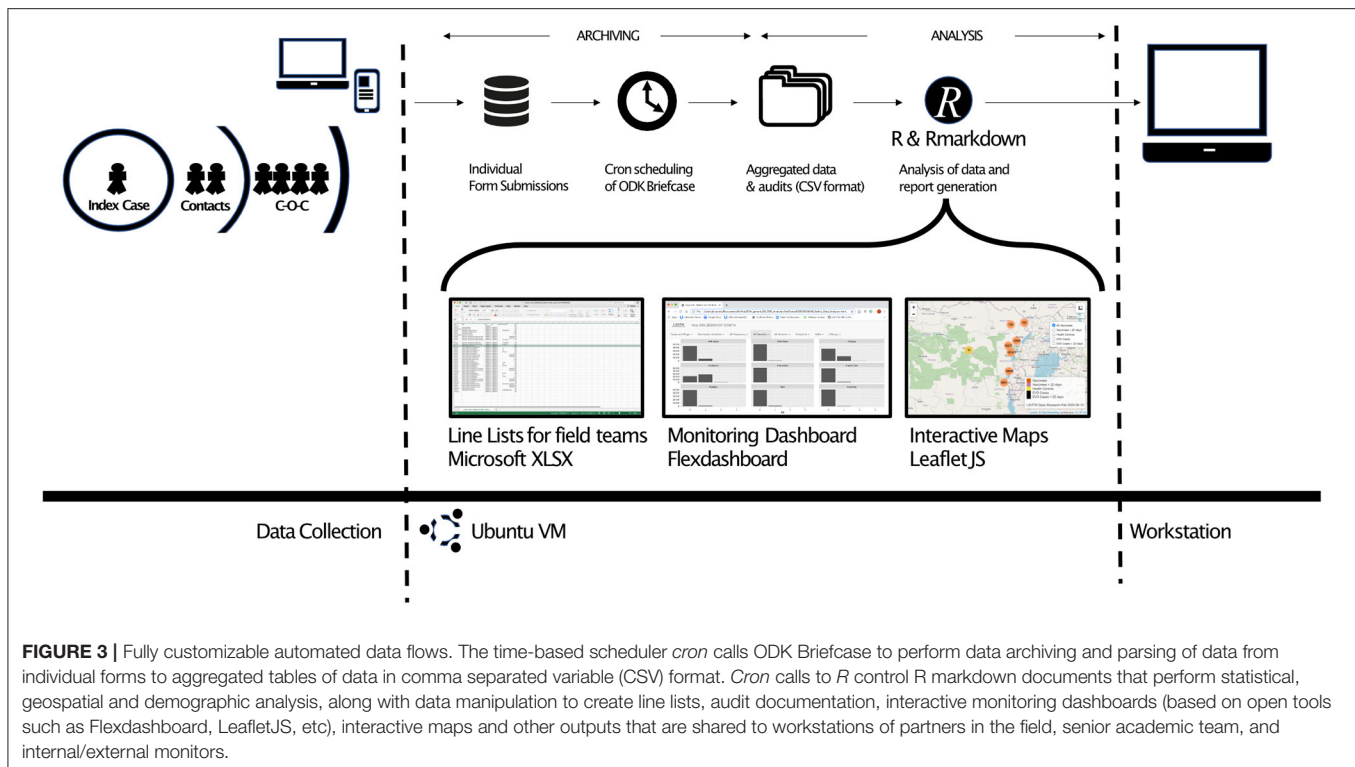 ARCHIVING
ANALYSIS
R
R & Rmarkdown
Individual
Form Submissions
Cron scheduling
of ODK Briefcase
Aggregated data
& audits (CSV format)
Analysis of data and
report generation
Index Case
Contacts
C-O-C
Line Lists for field teams
Microsoft XLSX
Monitoring Dashboard
Flexdashboard
Interactive Maps
LeafletJS
Data Collection
Ubuntu VM
Workstation
FIGURE 3 | Fully customizable automated data flows. The time-based scheduler cron calls ODK Briefcase to perform data archiving and parsing of data from
individual forms to aggregated tables of data in comma separated variable (CSV) format. Cron calls to R control R markdown documents that perform statistical,
geospatial and demographic analysis, along with data manipulation to create line lists, audit documentation, interactive monitoring dashboards (based on open tools
such as Flexdashboard, LeafletJS, etc), interactive maps and other outputs that are shared to workstations of partners in the field, senior academic team, and
internal/external monitors.